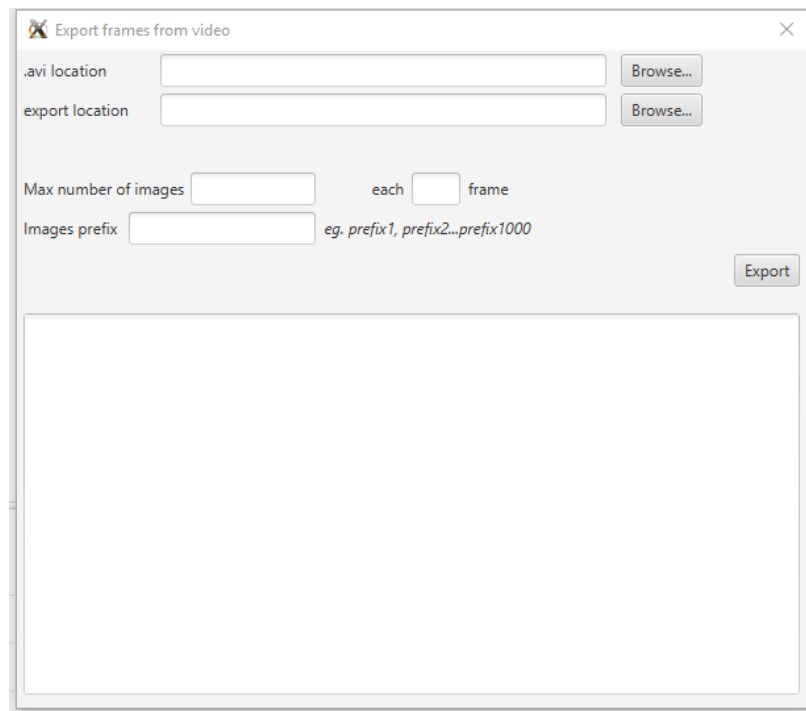 Export frames from video
.avi location Browse...
export location Browse...
Max number of images each frame
Images prefix eg. prefix1, prefix2...prefix1000
Export